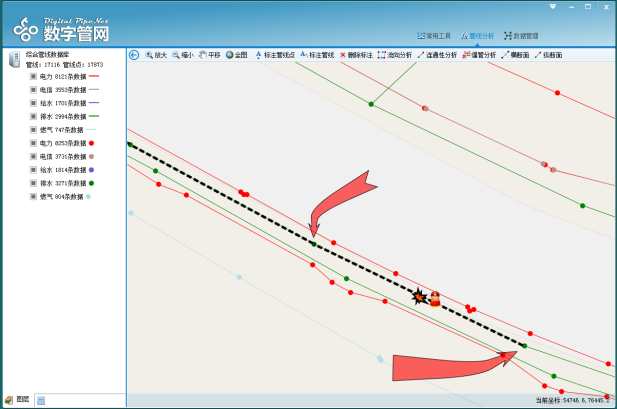 Digital Pipe.Net
数字管网
常用工具 管线分析 数据管理
综合管线数据库
管线: 17116 管线点: 17873
电力 8121条数据
电信 3553条数据
给水 1701条数据
排水 2994条数据
燃气 747条数据
电力 8253条数据
电信 3731条数据
给水 1814条数据
排水 3271条数据
燃气 804条数据
放大 缩小 平移 全图 标注管线点 标注管线 删除标注 流向分析 连通性分析 爆管分析 横断面 纵断面
图层
当前坐标:54746.6,76445.2